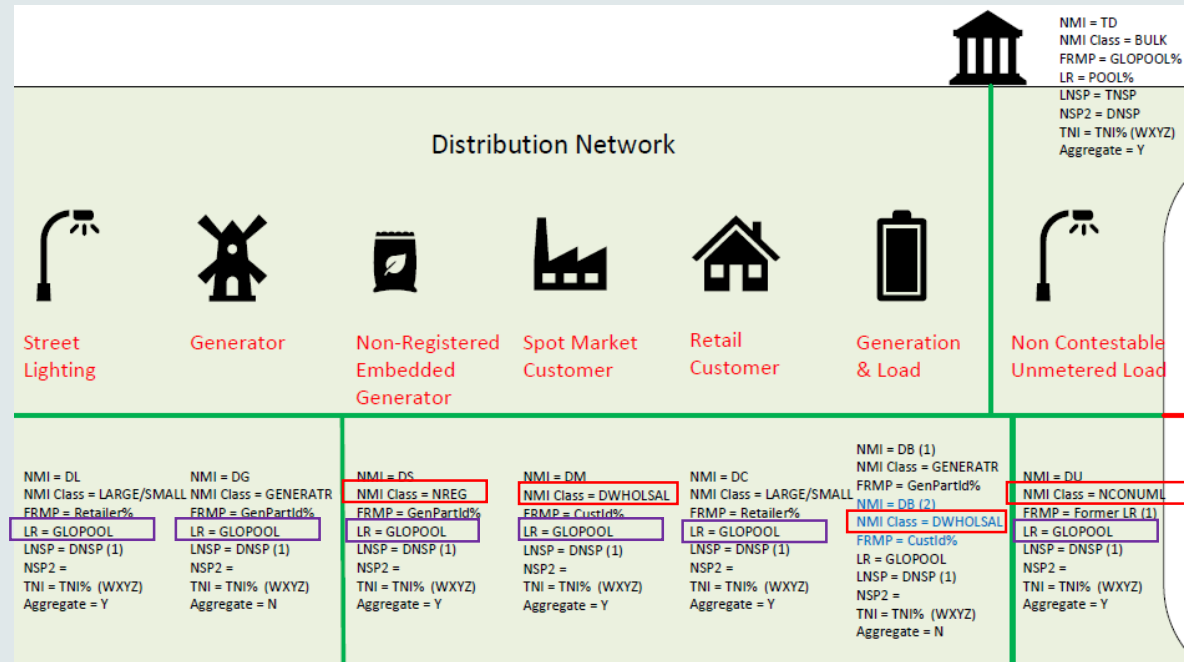 NMI = TD
NMI Class = BULK
FRMP = GLOPOOL%
LR = POOL%
LNSP = TNSP
NSP2 = DNSP
TNI = TNI% (WXYZ)
Aggregate = Y
Distribution Network
Street
Lighting
Generator
Non-Registered
Embedded
Generator
Spot Market
Customer
Retail
Customer
Generation
& Load
Non Contestable
Unmetered Load
NMI = DL
NMI Class = LARGE/SMALL
FRMP = Retailer%
LR = GLOPOOL
LNSP = DNSP (1)
NSP2 =
TNI = TNI% (WXYZ)
Aggregate = Y
NMI = DG
NMI Class = GENERATR
FRMP = GenPartId%
LR = GLOPOOL
LNSP = DNSP (1)
NSP2 =
TNI = TNI% (WXYZ)
Aggregate = N
NMI = DS
NMI Class = NREG
FRMP = GenPartId%
LR = GLOPOOL
LNSP = DNSP (1)
NSP2 =
TNI = TNI% (WXYZ)
Aggregate = Y
NMI = DM
NMI Class = DWHOLSAL
FRMP = CustId%
LR = GLOPOOL
LNSP = DNSP (1)
NSP2 =
TNI = TNI% (WXYZ)
Aggregate = Y
NMI = DC
NMI Class = LARGE/SMALL
FRMP = Retailer%
LR = GLOPOOL
LNSP = DNSP (1)
NSP2 =
TNI = TNI% (WXYZ)
Aggregate = Y
NMI = DB (1)
NMI Class = GENERATR
FRMP = GenPartId%
NMI = DB (2)
NMI Class = DWHOLSAL
FRMP = CustId%
LR = GLOPOOL
LNSP = DNSP (1)
NSP2 =
TNI = TNI% (WXYZ)
Aggregate = N
NMI = DU
NMI Class = NCONUML
FRMP = Former LR (1)
LR = GLOPOOL
LNSP = DNSP (1)
NSP2 =
TNI = TNI% (WXYZ)
Aggregate = Y